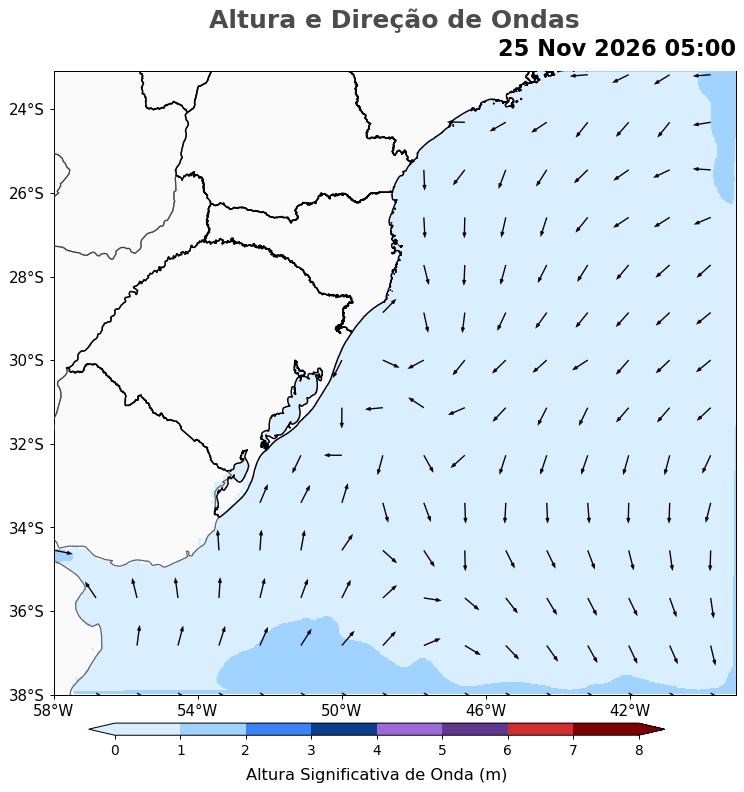 Altura e Direção de Ondas
25 Nov 2026 05:00
24°S
26°S
28°S
30°S
32°S
34°S
36°S
38°S
58°W 54°W 50°W 46°W 42°W
0 1 2 3 4 5 6 7 8
Altura Significativa de Onda (m)